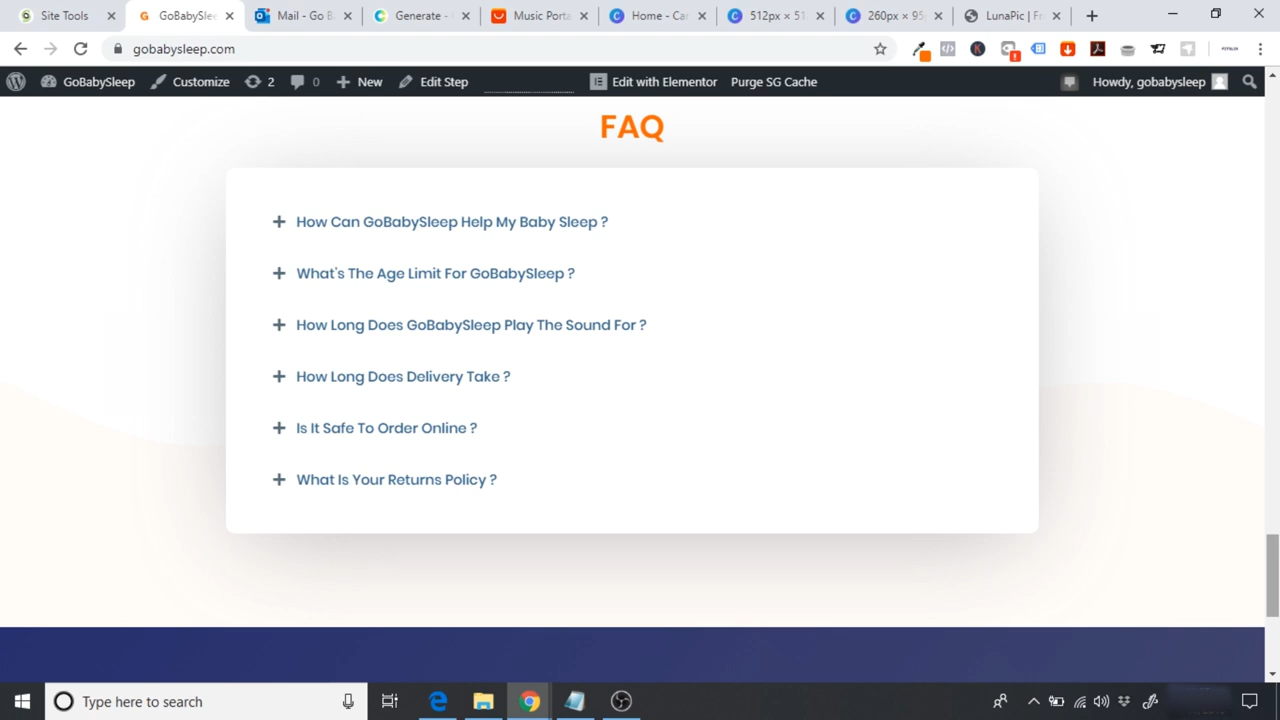 Site Tools
GoBabySlee
Mail - Go B
Generate -
Music Porta
Home - Can
512px × 51
260px × 95
LunaPic | Fr
gobabysleep.com
GoBabySleep
Customize
2
0
New
Edit Step
Edit with Elementor
Purge SG Cache
Howdy, gobabysleep
FAQ
How Can GoBabySleep Help My Baby Sleep ?
What's The Age Limit For GoBabySleep ?
How Long Does GoBabySleep Play The Sound For ?
How Long Does Delivery Take ?
Is It Safe To Order Online ?
What Is Your Returns Policy ?
Type here to search